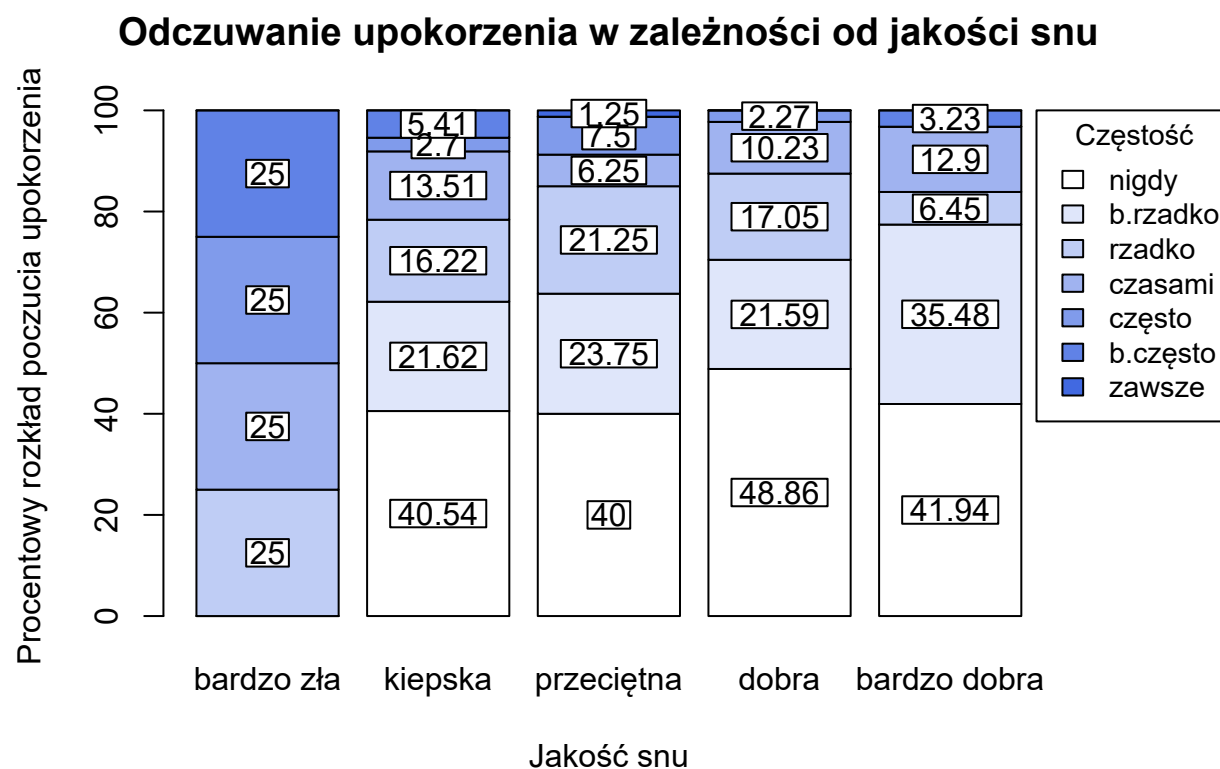 Odczuwanie upokorzenia w zależności od jakości snu
Procentowy rozkład poczucia upokorzenia
100
80
60
40
20
0
25
25
25
25
5.41
2.7
13.51
16.22
21.62
40.54
1.25
7.5
6.25
21.25
23.75
40
2.27
10.23
17.05
21.59
48.86
3.23
12.9
6.45
35.48
41.94
Częstość
nigdy
b.rzadko
rzadko
czasami
często
b.często
zawsze
bardzo zła
kiepska
przeciętna
dobra
bardzo dobra
Jakość snu